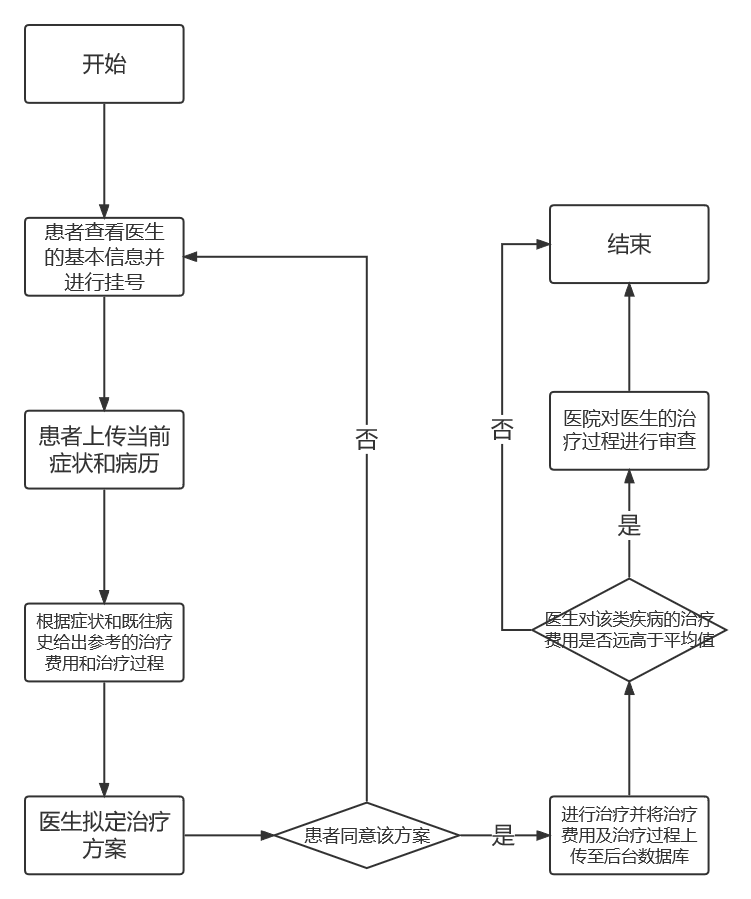 开始
患者查看医生
的基本信息并
进行挂号
患者上传当前
症状和病历
根据症状和既往病
史给出参考的治疗
费用和治疗过程
医生拟定治疗
方案
患者同意该方案
否
是
进行治疗并将治疗
费用及治疗过程上
传至后台数据库
医生对该类疾病的治疗
费用是否远高于平均值
否
是
医院对医生的治
疗过程进行审查
结束